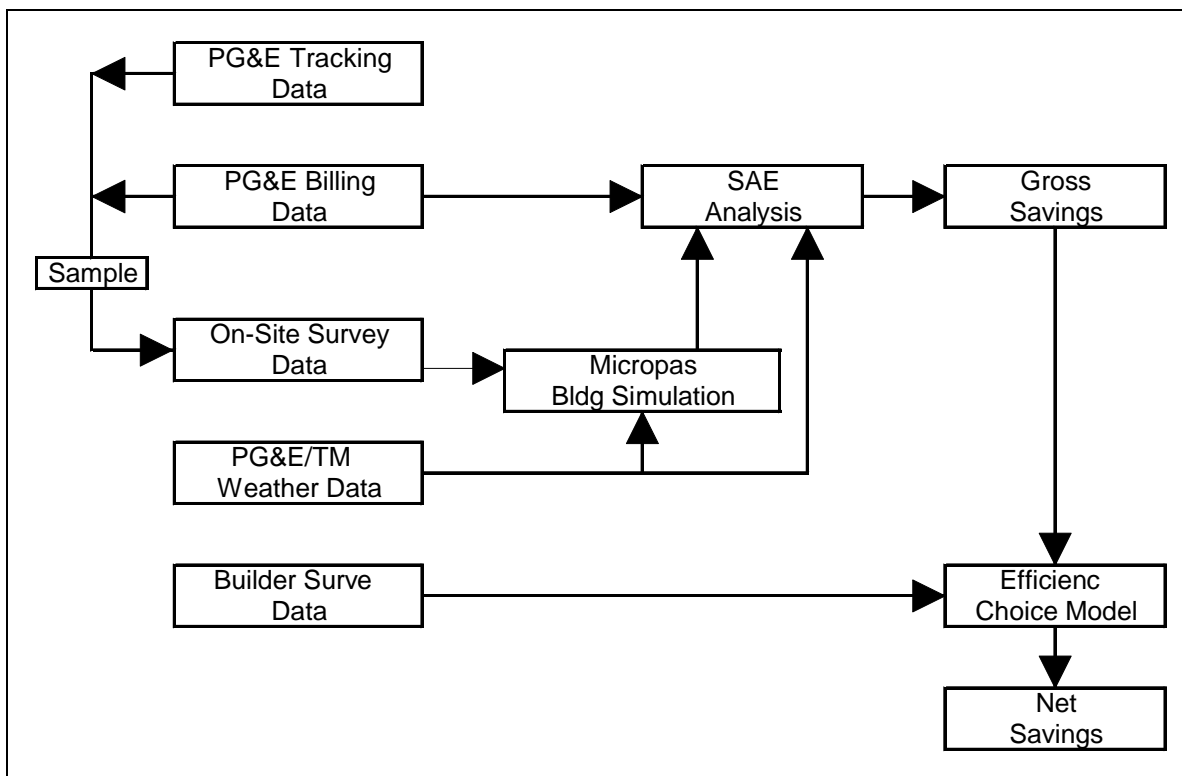 PG&E Tracking
Data
PG&E Billing
Data
SAE
Analysis
Gross
Savings
Sample
On-Site Survey
Data
Micropas
Bldg Simulation
PG&E/TM
Weather Data
Builder Surve
Data
Efficienc
Choice Model
Net
Savings